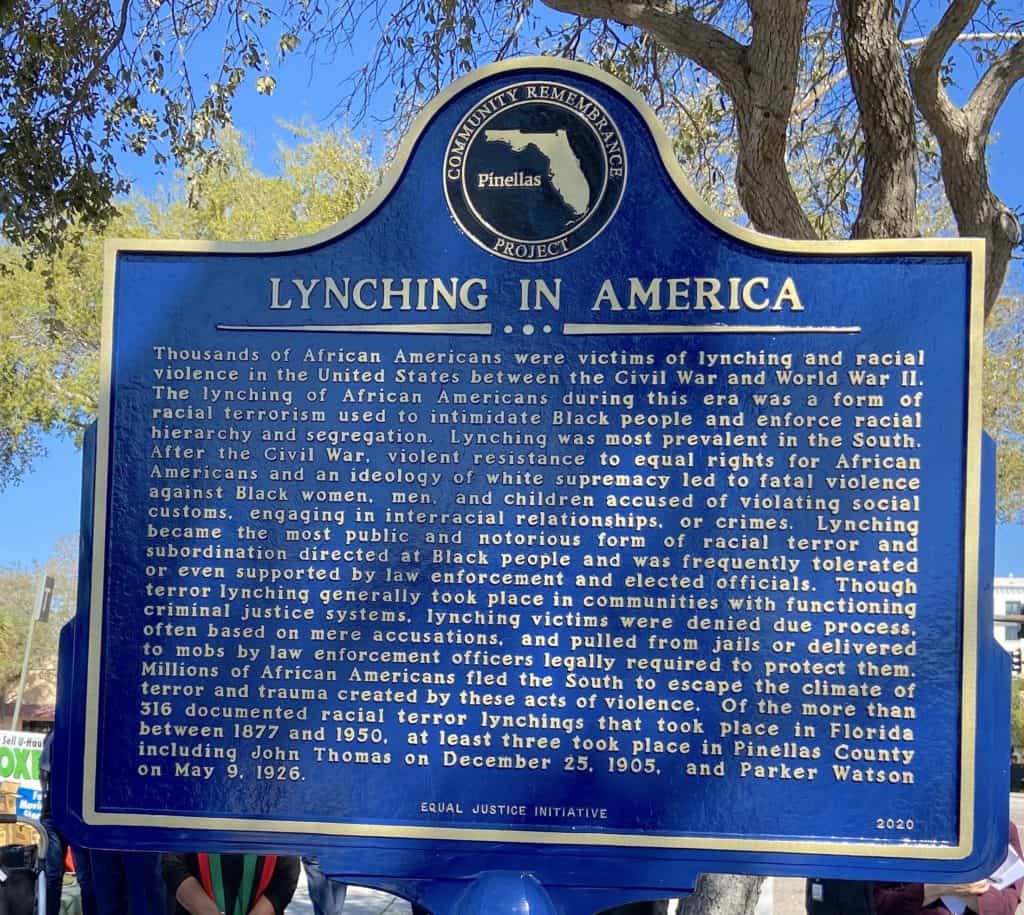 COMMUNITY REMEMBRANCE
Pinellas
PROJECT
LYNCHING IN AMERICA
Thousands of African Americans were victims of lynching and racial
violence in the United States between the Civil War and World War II.
The lynching of African Americans during this era was a form of
racial terrorism used to intimidate Black people and enforce racial
hierarchy and segregation. Lynching was most prevalent in the South.
After the Civil War, violent resistance to equal rights for African
Americans and an ideology of white supremacy led to fatal violence
against Black women, men, and children accused of violating social
customs, engaging in interracial relationships, or crimes. Lynching
became the most public and notorious form of racial terror and
subordination directed at Black people and was frequently tolerated
or even supported by law enforcement and elected officials. Though
terror lynching generally took place in communities with functioning
criminal justice systems, lynching victims were denied due process,
often based on mere accusations, and pulled from jails or delivered
to mobs by law enforcement officers legally required to protect them.
Millions of African Americans fled the South to escape the climate of
terror and trauma created by these acts of violence. Of the more than
316 documented racial terror lynchings that took place in Florida
between 1877 and 1950, at least three took place in Pinellas County
including John Thomas on December 25, 1905, and Parker Watson
on May 9, 1926.
EQUAL JUSTICE INITIATIVE
2020
Sell U-Hau
OXE